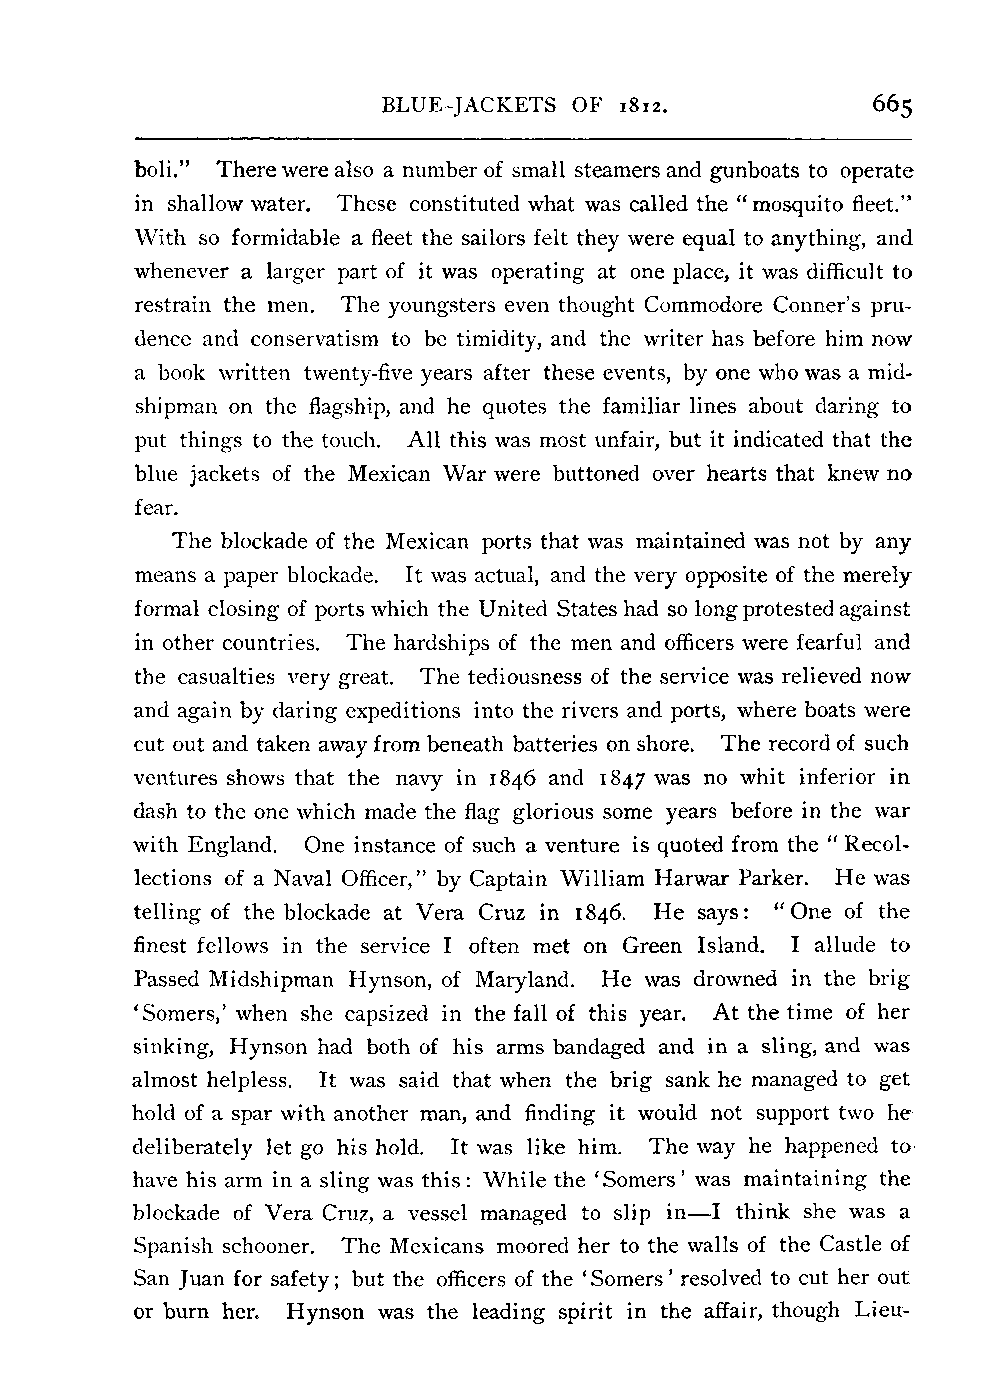 BLUE-JACKETS OF 1812. 665
boli." There were also a number of small steamers and gunboats to operate
in shallow water. These constituted what was called the "mosquito fleet."
With so formidable a fleet the sailors felt they were equal to anything, and
whenever a larger part of it was operating at one place, it was difficult to
restrain the men. The youngsters even thought Commodore Conner's pru-
dence and conservatism to be timidity, and the writer has before him now
a book written twenty-five years after these events, by one who was a mid-
shipman on the flagship, and he quotes the familiar lines about daring to
put things to the touch. All this was most unfair, but it indicated that the
blue jackets of the Mexican War were buttoned over hearts that knew no
fear.
The blockade of the Mexican ports that was maintained was not by any
means a paper blockade. It was actual, and the very opposite of the merely
formal closing of ports which the United States had so long protested against
in other countries. The hardships of the men and officers were fearful and
the casualties very great. The tediousness of the service was relieved now
and again by daring expeditions into the rivers and ports, where boats were
cut out and taken away from beneath batteries on shore. The record of such
ventures shows that the navy in 1846 and 1847 was no whit inferior in
dash to the one which made the flag glorious some years before in the war
with England. One instance of such a venture is quoted from the "Recol-
lections of a Naval Officer," by Captain William Harwar Parker. He was
telling of the blockade at Vera Cruz in 1846. He says: "One of the
finest fellows in the service I often met on Green Island. I allude to
Passed Midshipman Hynson, of Maryland. He was drowned in the brig
'Somers,' when she capsized in the fall of this year. At the time of her
sinking, Hynson had both of his arms bandaged and in a sling, and was
almost helpless. It was said that when the brig sank he managed to get
hold of a spar with another man, and finding it would not support two he
deliberately let go his hold. It was like him. The way he happened to
have his arm in a sling was this: While the 'Somers' was maintaining the
blockade of Vera Cruz, a vessel managed to slip in—I think she was a
Spanish schooner. The Mexicans moored her to the walls of the Castle of
San Juan for safety; but the officers of the 'Somers' resolved to cut her out
or burn her. Hynson was the leading spirit in the affair, though Lieu-